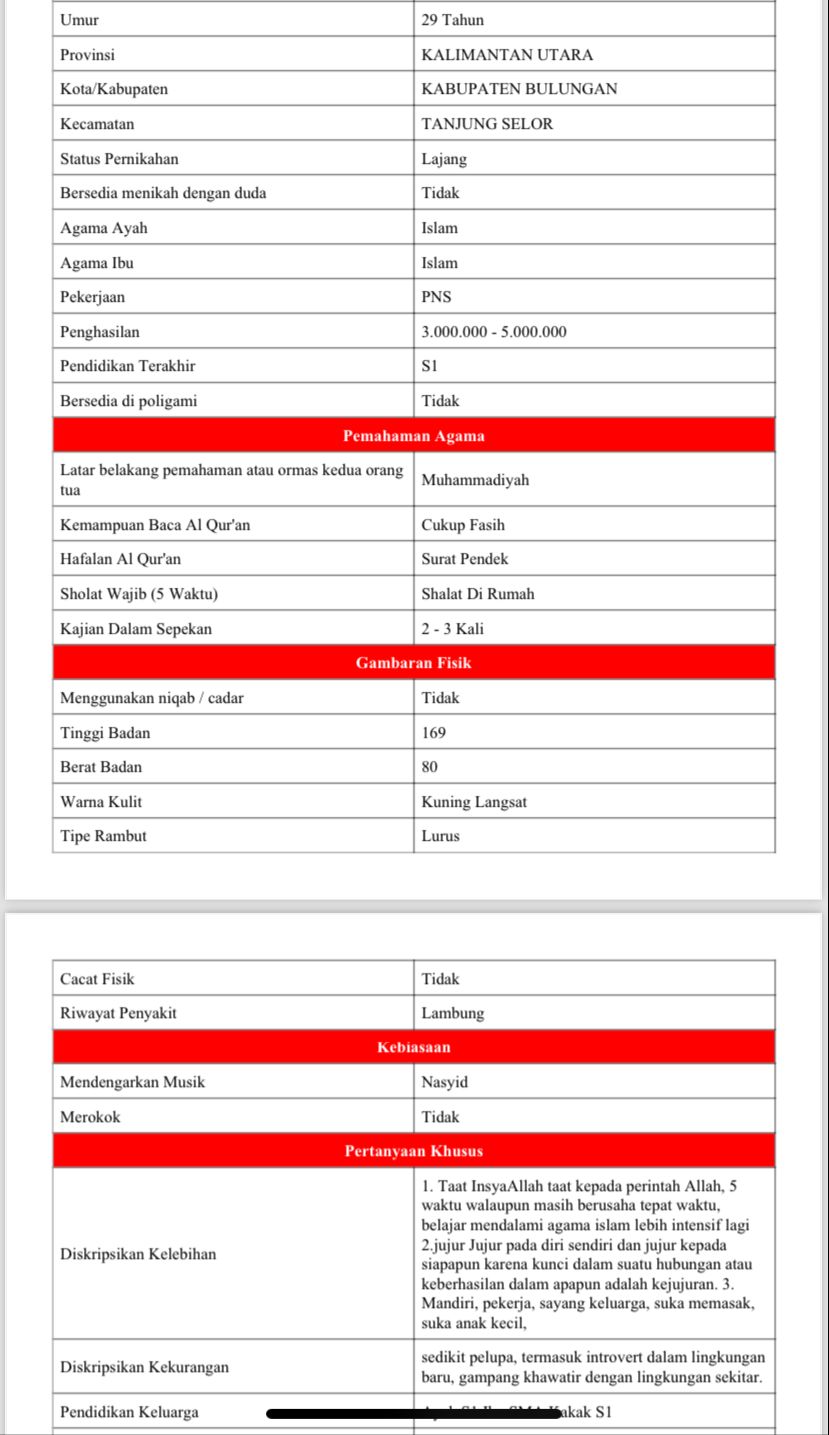 Umur 29 Tahun
Provinsi KALIMANTAN UTARA
Kota/Kabupaten KABUPATEN BULUNGAN
Kecamatan TANJUNG SELOR
Status Pernikahan Lajang
Bersedia menikah dengan duda Tidak
Agama Ayah Islam
Agama Ibu Islam
Pekerjaan PNS
Penghasilan 3.000.000 - 5.000.000
Pendidikan Terakhir S1
Bersedia di poligami Tidak
Pemahaman Agama
Latar belakang pemahaman atau ormas kedua orang
tua
Muhammadiyah
Kemampuan Baca Al Qur'an Cukup Fasih
Hafalan Al Qur'an Surat Pendek
Sholat Wajib (5 Waktu) Shalat Di Rumah
Kajian Dalam Sepekan 2 - 3 Kali
Gambaran Fisik
Menggunakan niqab / cadar Tidak
Tinggi Badan 169
Berat Badan 80
Warna Kulit Kuning Langsat
Tipe Rambut Lurus
Cacat Fisik Tidak
Riwayat Penyakit Lambung
Kebiasaan
Mendengarkan Musik Nasyid
Merokok Tidak
Pertanyaan Khusus
Diskripsikan Kelebihan
1. Taat InsyaAllah taat kepada perintah Allah, 5
waktu walaupun masih berusaha tepat waktu,
belajar mendalami agama islam lebih intensif lagi
2.jujur Jujur pada diri sendiri dan jujur kepada
siapapun karena kunci dalam suatu hubungan atau
keberhasilan dalam apapun adalah kejujuran. 3.
Mandiri, pekerja, sayang keluarga, suka memasak,
suka anak kecil,
Diskripsikan Kekurangan
sedikit pelupa, termasuk introvert dalam lingkungan
baru, gampang khawatir dengan lingkungan sekitar.
Pendidikan Keluarga S1